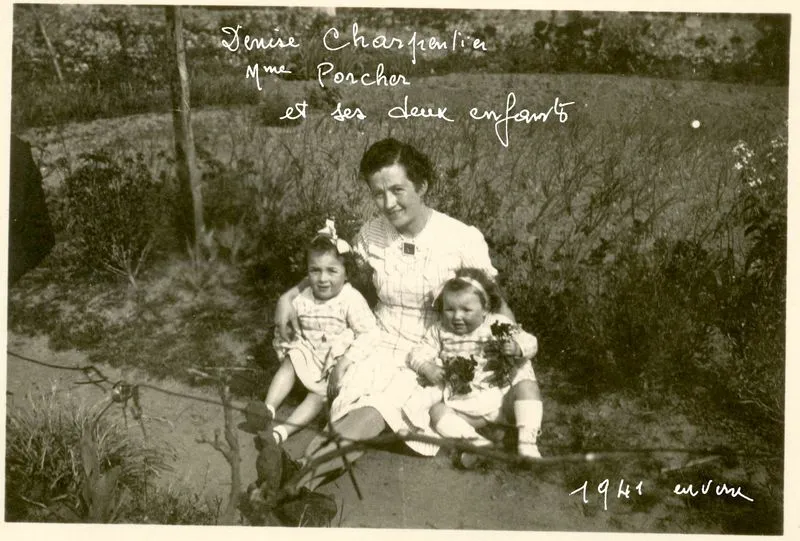 Denise Charpentier
Mme Porcher
et ses deux enfants
1941 environ